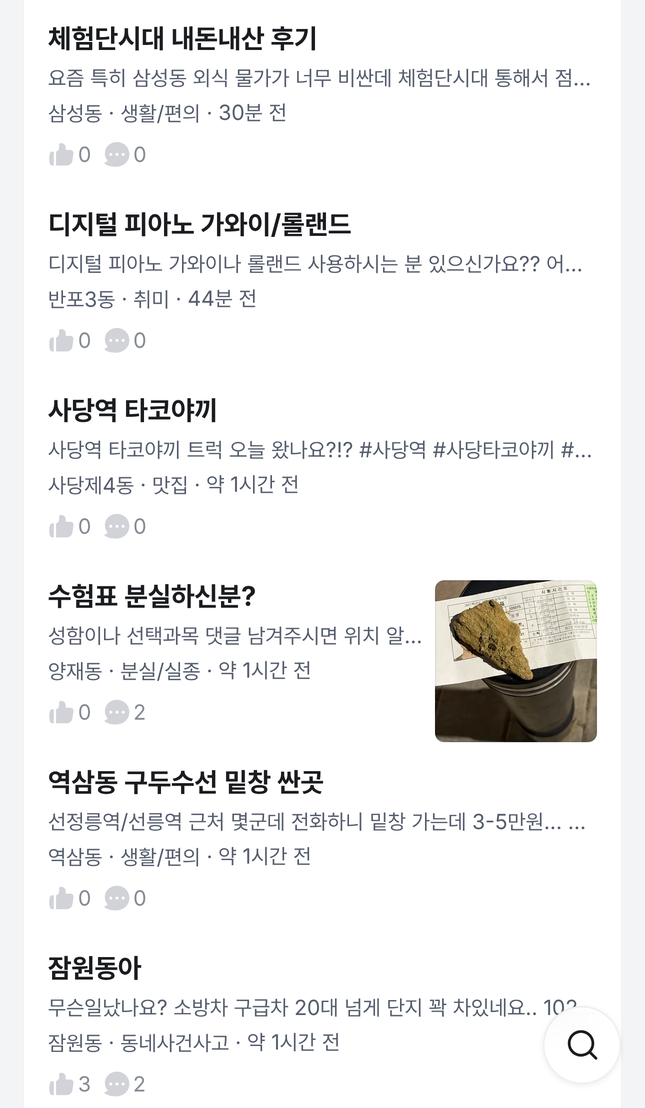 체험단시대 내돈내산 후기
요즘 특히 삼성동 외식 물가가 너무 비싼데 체험단시대 통해서 점...
삼성동 · 생활/편의 · 30분 전
0 0
디지털 피아노 가와이/롤랜드
디지털 피아노 가와이나 롤랜드 사용하시는 분 있으신가요?? 어...
반포3동 · 취미 · 44분 전
0 0
사당역 타코야끼
사당역 타코야끼 트럭 오늘 왔나요?!? #사당역 #사당타코야끼 #...
사당제4동 · 맛집 · 약 1시간 전
0 0
수험표 분실하신분?
성함이나 선택과목 댓글 남겨주시면 위치 알...
양재동 · 분실/실종 · 약 1시간 전
0 2
역삼동 구두수선 밑창 싼곳
선정릉역/선릉역 근처 몇군데 전화하니 밑창 가는데 3-5만원... ...
역삼동 · 생활/편의 · 약 1시간 전
0 0
잠원동아
무슨일났나요? 소방차 구급차 20대 넘게 단지 꽉 차있네요..
잠원동 · 동네사건사고 · 약 1시간 전
3 2